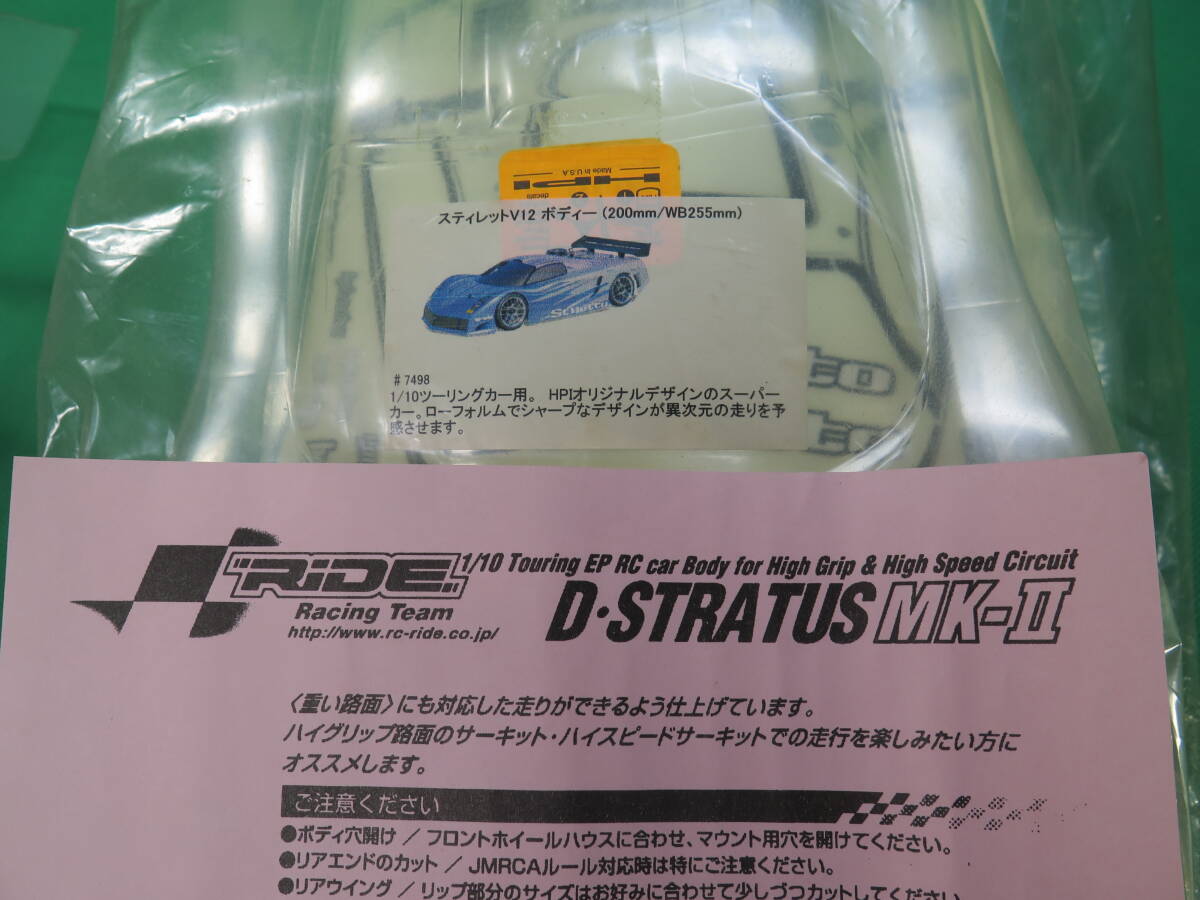 Made in U.S.A
decals
スティレットV12 ボディー (200mm/WB255mm)
Stiletto
#7498
1/10ツーリングカー用。 HPIオリジナルデザインのスーパー
カー。ローフォルムでシャープなデザインが異次元の走りを予
感させます。
RiDE
Racing Team
http://www.rc-ride.co.jp/
1/10 Touring EP RC car Body for High Grip & High Speed Circuit
D・STRATUS MK-II
〈重い路面〉にも対応した走りができるよう仕上げています。
ハイグリップ路面のサーキット・ハイスピードサーキットでの走行を楽しみたい方に
オススメします。
ご注意ください
●ボディ穴開け / フロントホイールハウスに合わせ、マウント用穴を開けてください。
●リアエンドのカット / JMRCAルール対応時は特にご注意ください。
●リアウイング / リップ部分のサイズはお好みに合わせて少しづつカットしてください